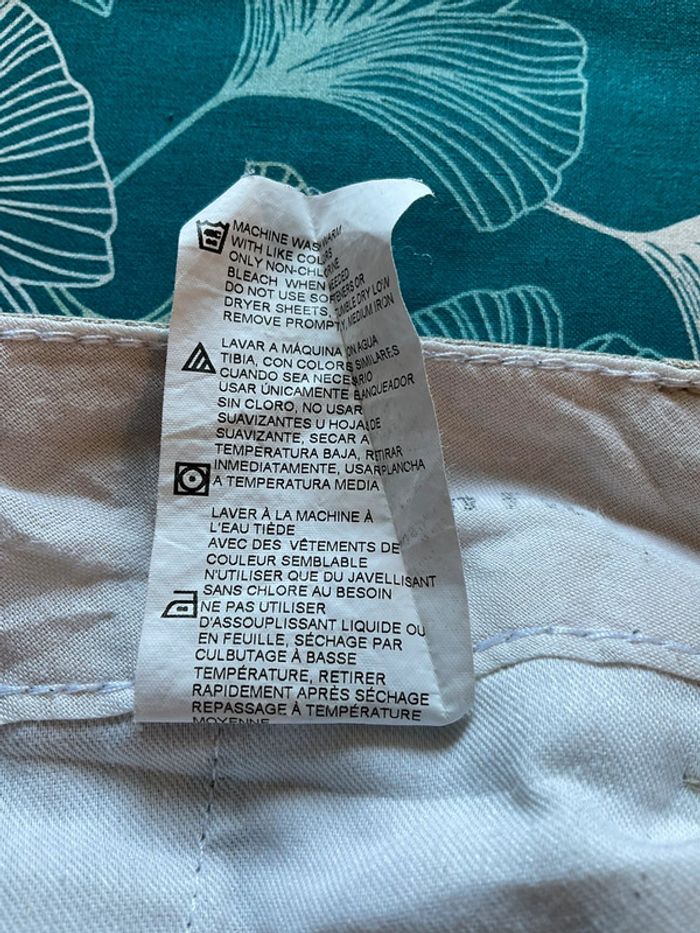 MACHINE WASH WARM
WITH LIKE COLORS
ONLY NON-CHLORINE
BLEACH WHEN NEEDED
DO NOT USE SOFTENERS OR
DRYER SHEETS, TUMBLE DRY LOW
REMOVE PROMPTLY, MEDIUM IRON
LAVAR A MÁQUINA CON AGUA
TIBIA, CON COLORES SIMILARES
CUANDO SEA NECESARIO
USAR ÚNICAMENTE BLANQUEADOR
SIN CLORO, NO USAR
SUAVIZANTES U HOJAS DE
SUAVIZANTE, SECAR A
TEMPERATURA BAJA, RETIRAR
INMEDIATAMENTE, USAR PLANCHA
A TEMPERATURA MEDIA
LAVER À LA MACHINE À
L'EAU TIÈDE
AVEC DES VÊTEMENTS DE
COULEUR SEMBLABLE
N'UTILISER QUE DU JAVELLISANT
SANS CHLORE AU BESOIN
NE PAS UTILISER
D'ASSOUPLISSANT LIQUIDE OU
EN FEUILLE, SÉCHAGE PAR
CULBUTAGE À BASSE
TEMPÉRATURE, RETIRER
RAPIDEMENT APRÈS SÉCHAGE
REPASSAGE À TEMPÉRATURE
MOYENNE